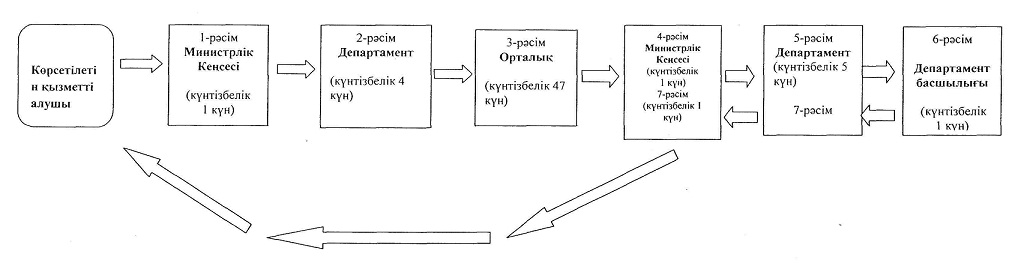 Көрсетілеті
н қызметті
алушы
1-рәсім
Министрлік
Кеңсесі
(күнтізбелік
1 күн)
2-рәсім
Департамент
(күнтізбелік 4
күн)
3-рәсім
Орталық
(күнтізбелік 47
күн)
4-рәсім
Министрлік
Кеңсесі
(күнтізбелік
1 күн)
7-рәсім
(күнтізбелік 1
күн)
5-рәсім
Департамент
(күнтізбелік 5
күн)
7-рәсім
6-рәсім
Департамент
басшылығы
(күнтізбелік
1 күн)